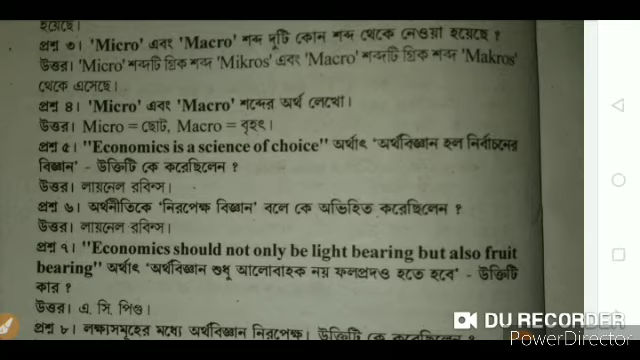 হয়েছে।
প্রশ্ন ৩। 'Micro' এবং 'Macro' শব্দ দুটি কোন শব্দ থেকে নেওয়া হয়েছে ?
উত্তর। 'Micro' শব্দটি গ্রিক শব্দ 'Mikros' এবং 'Macro' শব্দটি গ্রিক শব্দ 'Makros'
থেকে এসেছে।
প্রশ্ন ৪। 'Micro' এবং 'Macro' শব্দের অর্থ লেখো।
উত্তর। Micro = ছোট, Macro = বৃহৎ।
প্রশ্ন ৫। "Economics is a science of choice" অর্থাৎ 'অর্থবিজ্ঞান হল নির্বাচনের
বিজ্ঞান' - উক্তিটি কে করেছিলেন ?
উত্তর। লায়নেল রবিন্স।
প্রশ্ন ৬। অর্থনীতিকে 'নিরপেক্ষ বিজ্ঞান' বলে কে অভিহিত করেছিলেন ?
উত্তর। লায়নেল রবিন্স।
প্রশ্ন ৭। "Economics should not only be light bearing but also fruit
bearing" অর্থাৎ 'অর্থবিজ্ঞান শুধু আলোবাহক নয় ফলপ্রদও হতে হবে' - উক্তিটি
কার ?
উত্তর। এ. সি. পিগু।
প্রশ্ন ৮। লক্ষ্যসমূহের মধ্যে অর্থবিজ্ঞান নিরপেক্ষ। উক্তিটি কে করেছিলেন ?
DU RECORDER
PowerDirector